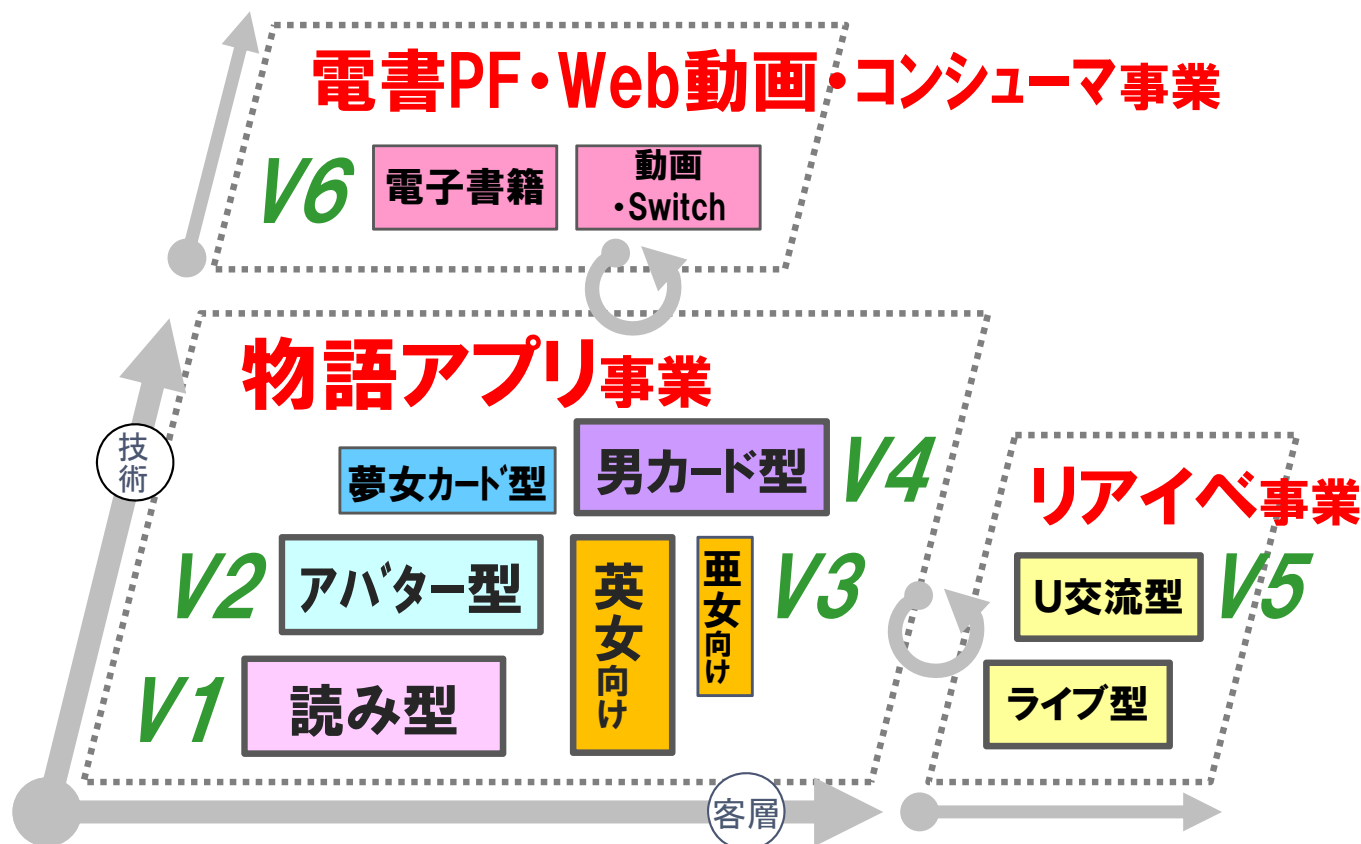 電書PF・Web動画・コンシューマ事業
V6
電子書籍
動画
・Switch
物語アプリ事業
技術
夢女カード型
男カード型
V4
V2
アバター型
英女向け
亜女向け
V3
V1
読み型
リアイベ事業
U交流型
V5
ライブ型
客層